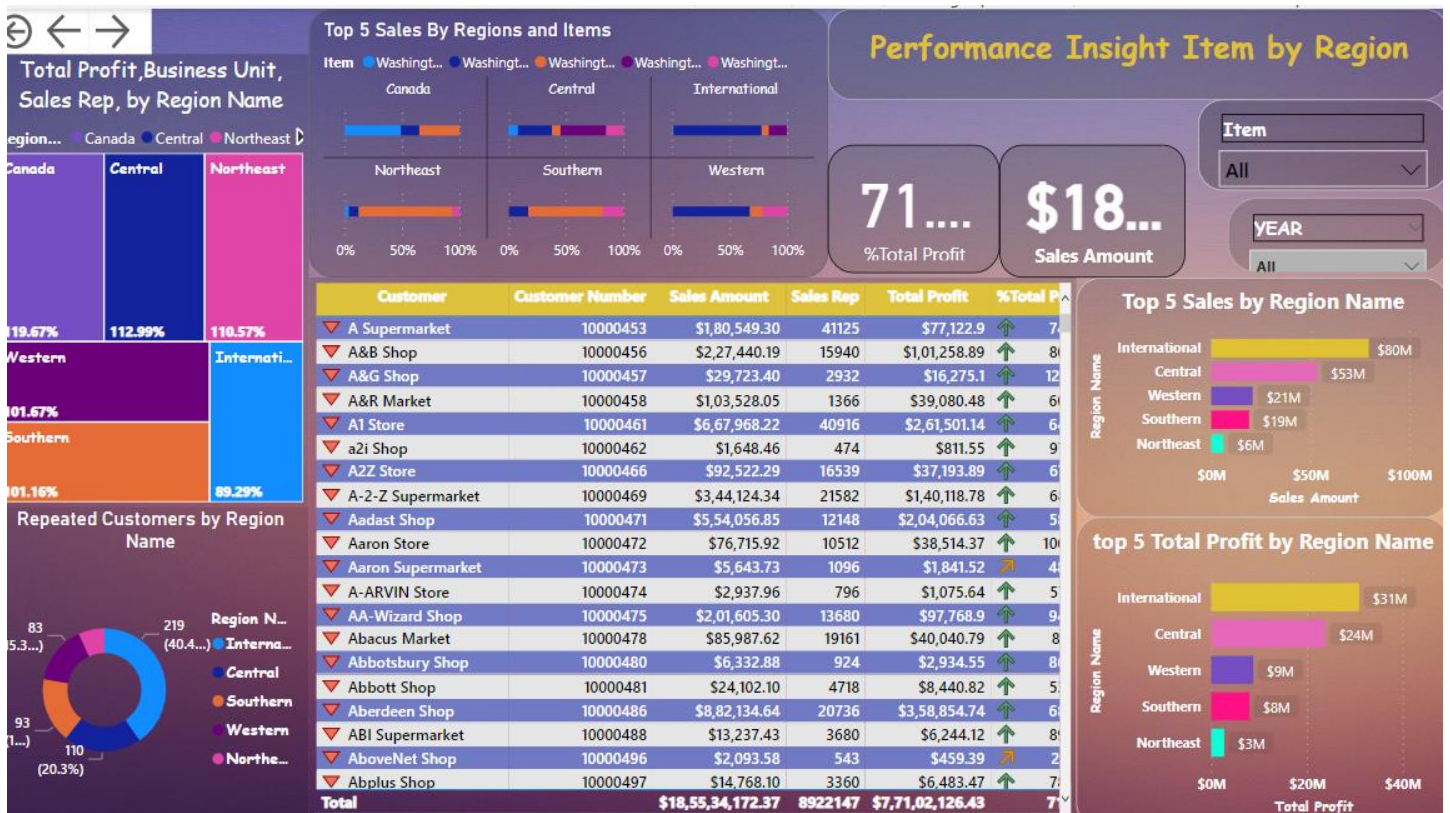 Total Profit,Business Unit,
Sales Rep, by Region Name
egion... Canada Central Northeast
Canada Central Northeast
119.67% 112.99% 110.57%
Western Internati...
101.67%
Southern
101.16% 89.29%
Repeated Customers by Region
Name
83
219
(40.4...)
93
110
(20.3%)
Region N...
Interna...
Central
Southern
Western
Northe...
Top 5 Sales By Regions and Items
Item Washingt... Washingt... Washingt... Washingt... Washingt...
Canada Central International
Northeast Southern Western
0% 50% 100% 0% 50% 100% 0% 50% 100%
Performance Insight Item by Region
71....
%Total Profit
$18...
Sales Amount
Item
All
YEAR
All
Customer Customer Number Sales Amount Sales Rep Total Profit %Total P
A Supermarket 10000453 $1,80,549.30 41125 $77,122.9
A&B Shop 10000456 $2,27,440.19 15940 $1,01,258.89
A&G Shop 10000457 $29,723.40 2932 $16,275.1 12
A&R Market 10000458 $1,03,528.05 1366 $39,080.48
A1 Store 10000461 $6,67,968.22 40916 $2,61,501.14
a2i Shop 10000462 $1,648.46 474 $811.55 9
A2Z Store 10000466 $92,522.29 16539 $37,193.89
A-2-Z Supermarket 10000469 $3,44,124.34 21582 $1,40,118.78
Aadast Shop 10000471 $5,54,056.85 12148 $2,04,066.63
Aaron Store 10000472 $76,715.92 10512 $38,514.37
Aaron Supermarket 10000473 $5,643.73 1096 $1,841.52
A-ARVIN Store 10000474 $2,937.96 796 $1,075.64 5
AA-Wizard Shop 10000475 $2,01,605.30 13680 $97,768.9
Abacus Market 10000478 $85,987.62 19161 $40,040.79 8
Abbotsbury Shop 10000480 $6,332.88 924 $2,934.55
Abbott Shop 10000481 $24,102.10 4718 $8,440.82
Aberdeen Shop 10000486 $8,82,134.64 20736 $3,58,854.74
ABI Supermarket 10000488 $13,237.43 3680 $6,244.12
AboveNet Shop 10000496 $2,093.58 543 $459.39 2
Abplus Shop 10000497 $14,768.10 3360 $6,483.47
Total $18,55,34,172.37 8922147 $7,71,02,126.43
Top 5 Sales by Region Name
Region Name
International $80M
Central $53M
Western $21M
Southern $19M
Northeast $6M
$0M $50M $100M
Sales Amount
top 5 Total Profit by Region Name
Region Name
International $31M
Central $24M
Western $9M
Southern $8M
Northeast $3M
$0M $20M $40M
Total Profit